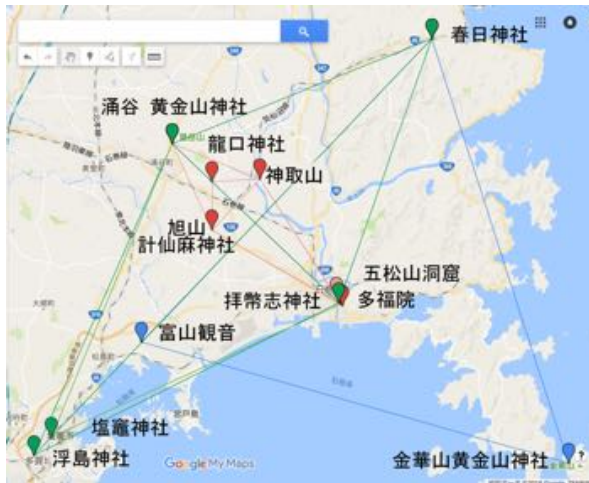 春日神社
涌谷 黄金山神社
龍口神社
神取山
旭山
計仙麻神社
五松山洞窟
拝幣志神社
多福院
富山観音
塩竈神社
浮島神社
金華山黄金山神社
?
Google My Maps